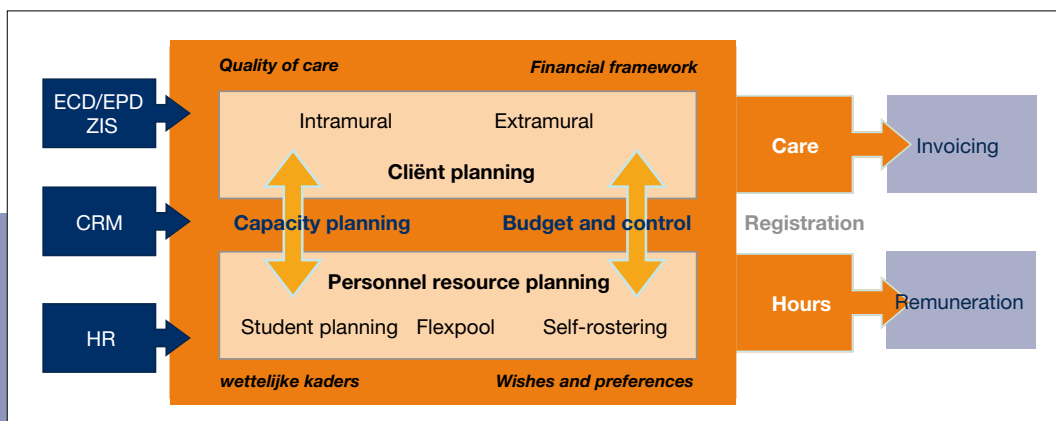 Quality of care
Financial framework
ECD/EPD
ZIS
Intramural
Extramural
Care
Invoicing
Cliënt planning
CRM
Capacity planning
Budget and control
Registration
Personnel resource planning
Hours
Remuneration
HR
Student planning
Flexpool
Self-rostering
wettelijke kaders
Wishes and preferences